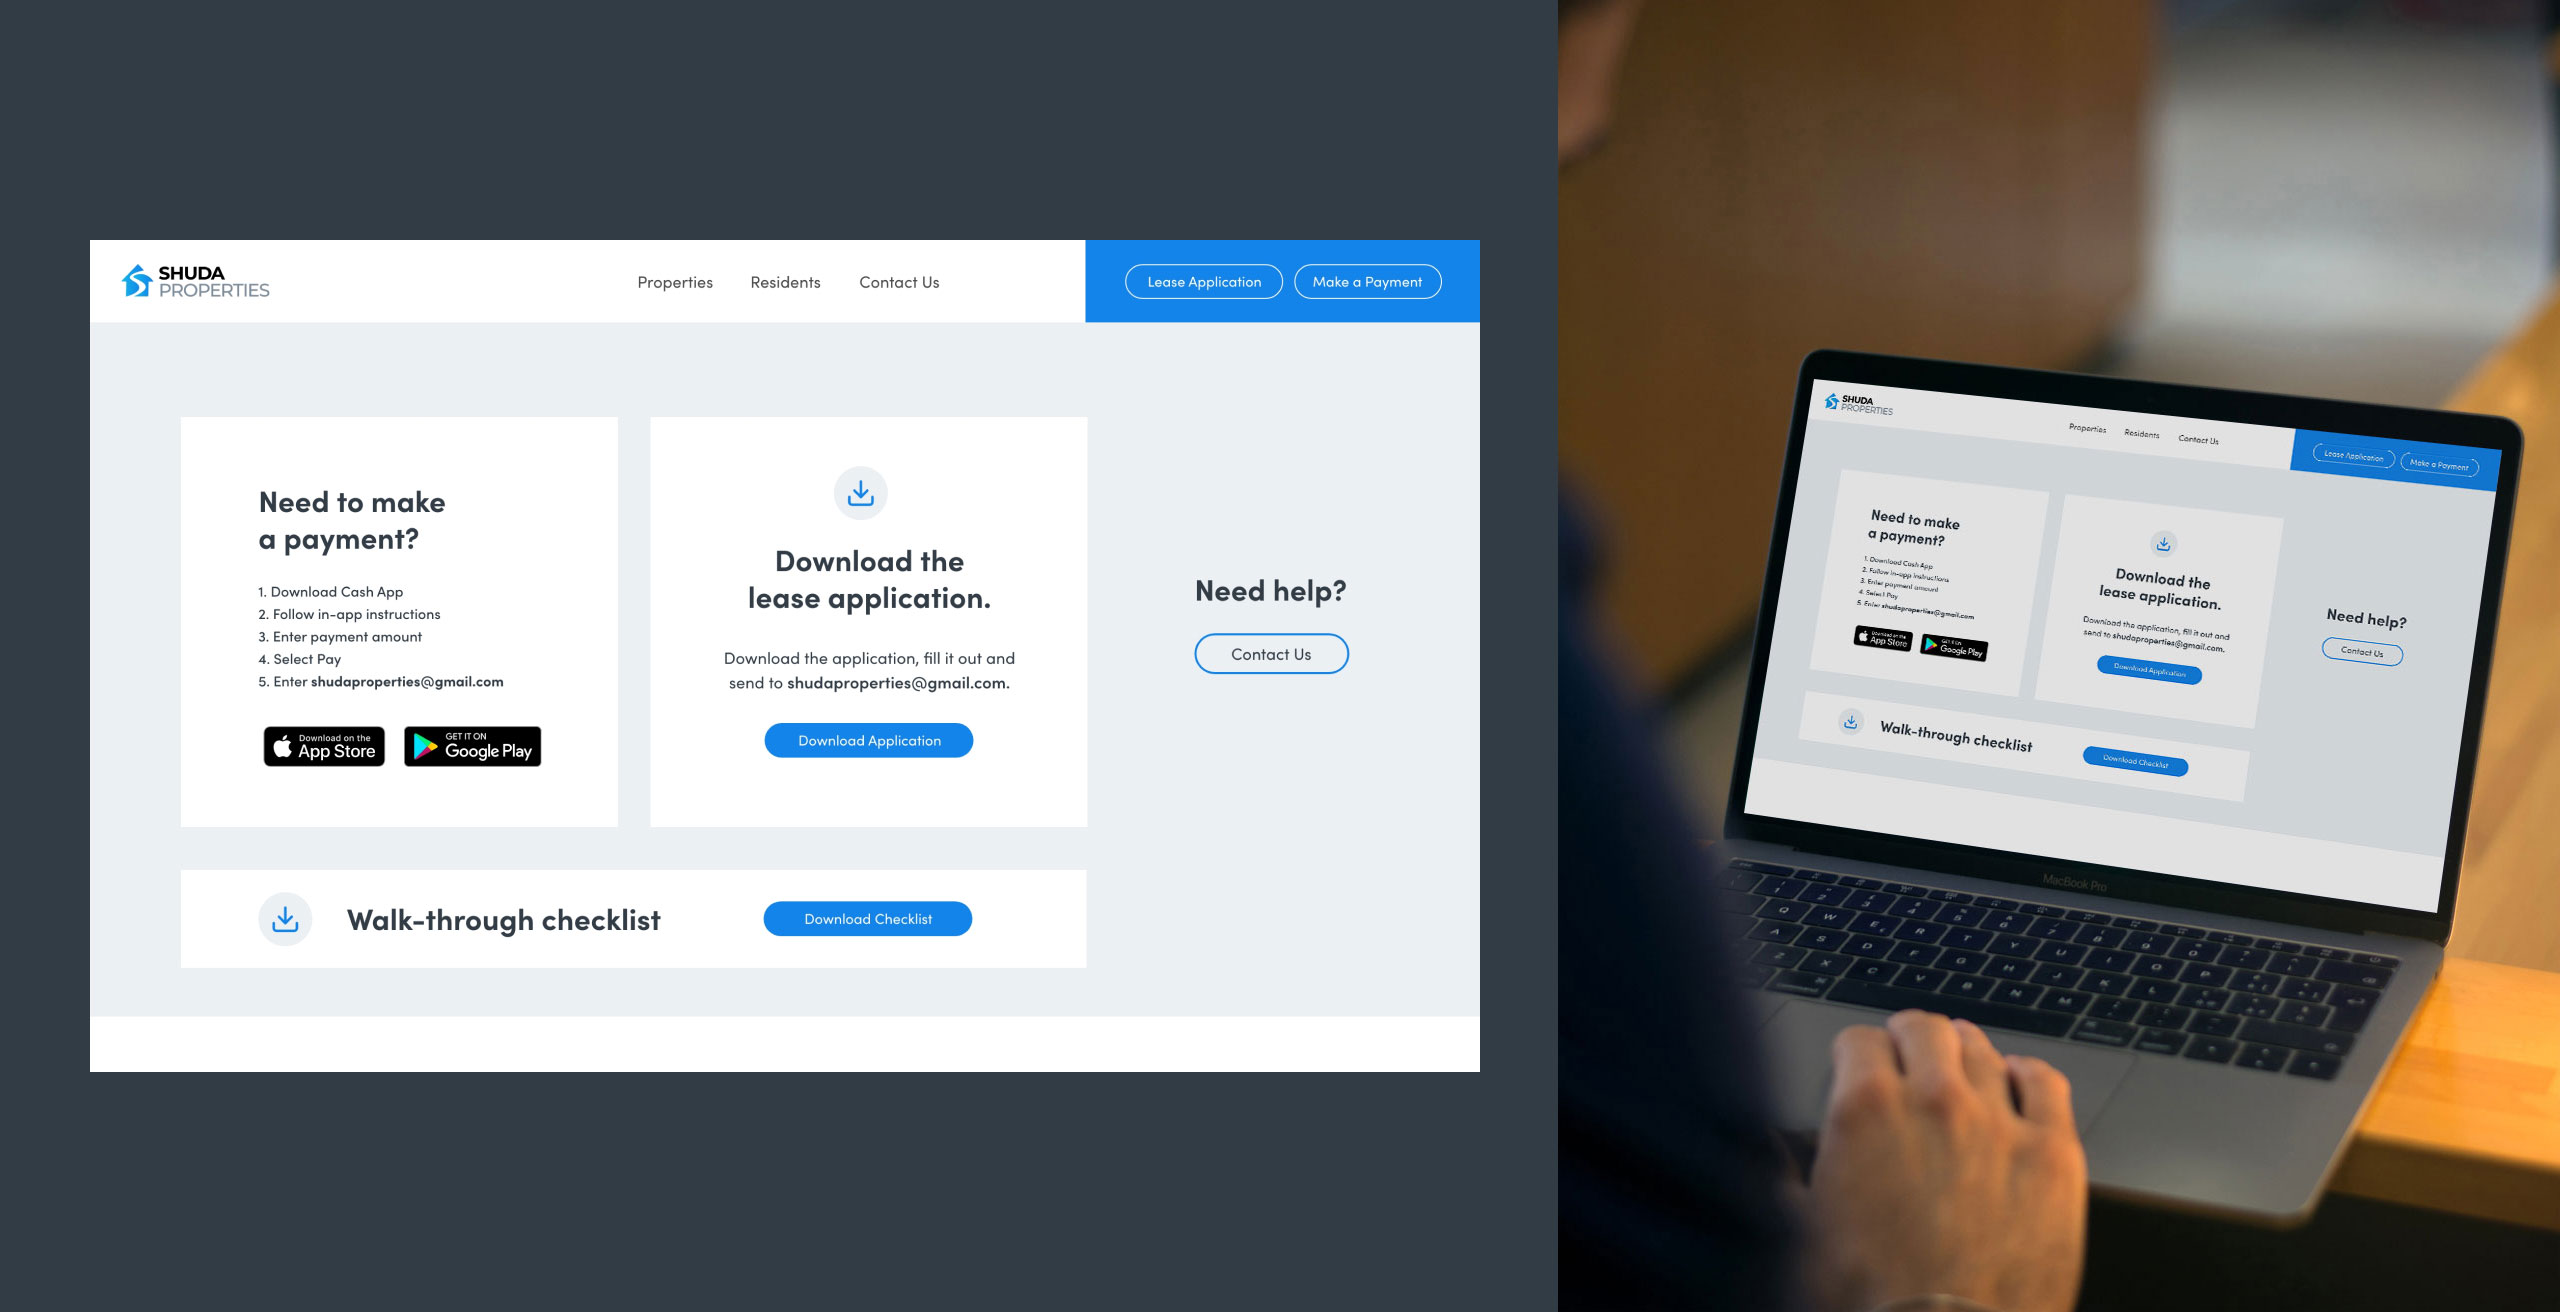 SHUDA
PROPERTIES
Properties
Residents
Contact Us
Lease Application
Make a Payment
Need to make
a payment?
1. Download Cash App
2. Follow in-app instructions
3. Enter payment amount
4. Select Pay
5. Enter shudaproperties@gmail.com
Download on the
App Store
GET IT ON
Google Play
Download the
lease application.
Download the application, fill it out and
send to shudaproperties@gmail.com.
Download Application
Need help?
Contact Us
Walk-through checklist
Download Checklist
SHUDA
PROPERTIES
Properties
Residents
Contact Us
Lease Application
Make a Payment
Need to make
a payment?
1. Download Cash App
2. Follow in-app instructions
3. Enter payment amount
4. Select Pay
5. Enter shudaproperties@gmail.com
Download on the
App Store
GET IT ON
Google Play
Download the
lease application.
Download the application, fill it out and
send to shudaproperties@gmail.com.
Download Application
Need help?
Contact Us
Walk-through checklist
Download Checklist
MacBook Pro